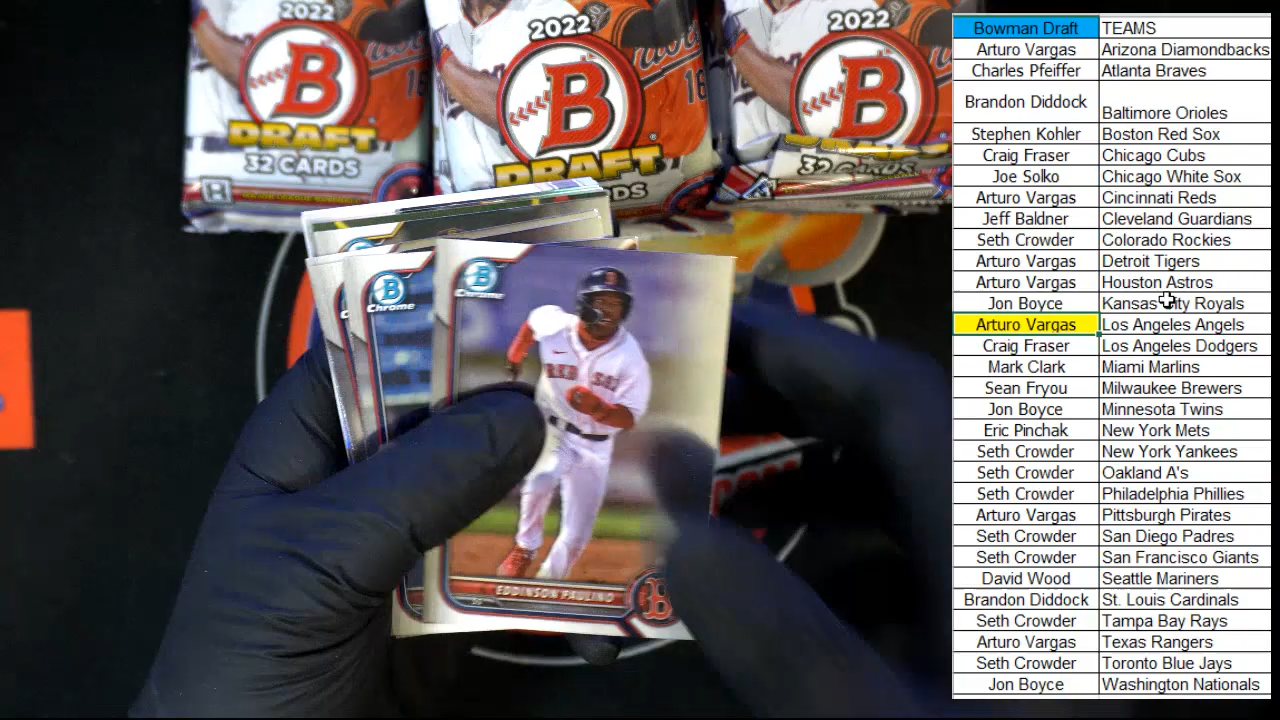 2022
B
DRAFT
32 CARDS
H
2022
B
16
DRAFT
DS
2022
B
DRAFT
32 CARDS
B
Chrome
B
Chrome
RED SOX
EDDINSON PAULINO
B
Bowman Draft TEAMS
Arturo Vargas Arizona Diamondbacks
Charles Pfeiffer Atlanta Braves
Brandon Diddock Baltimore Orioles
Stephen Kohler Boston Red Sox
Craig Fraser Chicago Cubs
Joe Solko Chicago White Sox
Arturo Vargas Cincinnati Reds
Jeff Baldner Cleveland Guardians
Seth Crowder Colorado Rockies
Arturo Vargas Detroit Tigers
Arturo Vargas Houston Astros
Jon Boyce Kansas City Royals
Arturo Vargas Los Angeles Angels
Craig Fraser Los Angeles Dodgers
Mark Clark Miami Marlins
Sean Fryou Milwaukee Brewers
Jon Boyce Minnesota Twins
Eric Pinchak New York Mets
Seth Crowder New York Yankees
Seth Crowder Oakland A's
Seth Crowder Philadelphia Phillies
Arturo Vargas Pittsburgh Pirates
Seth Crowder San Diego Padres
Seth Crowder San Francisco Giants
David Wood Seattle Mariners
Brandon Diddock St. Louis Cardinals
Seth Crowder Tampa Bay Rays
Arturo Vargas Texas Rangers
Seth Crowder Toronto Blue Jays
Jon Boyce Washington Nationals